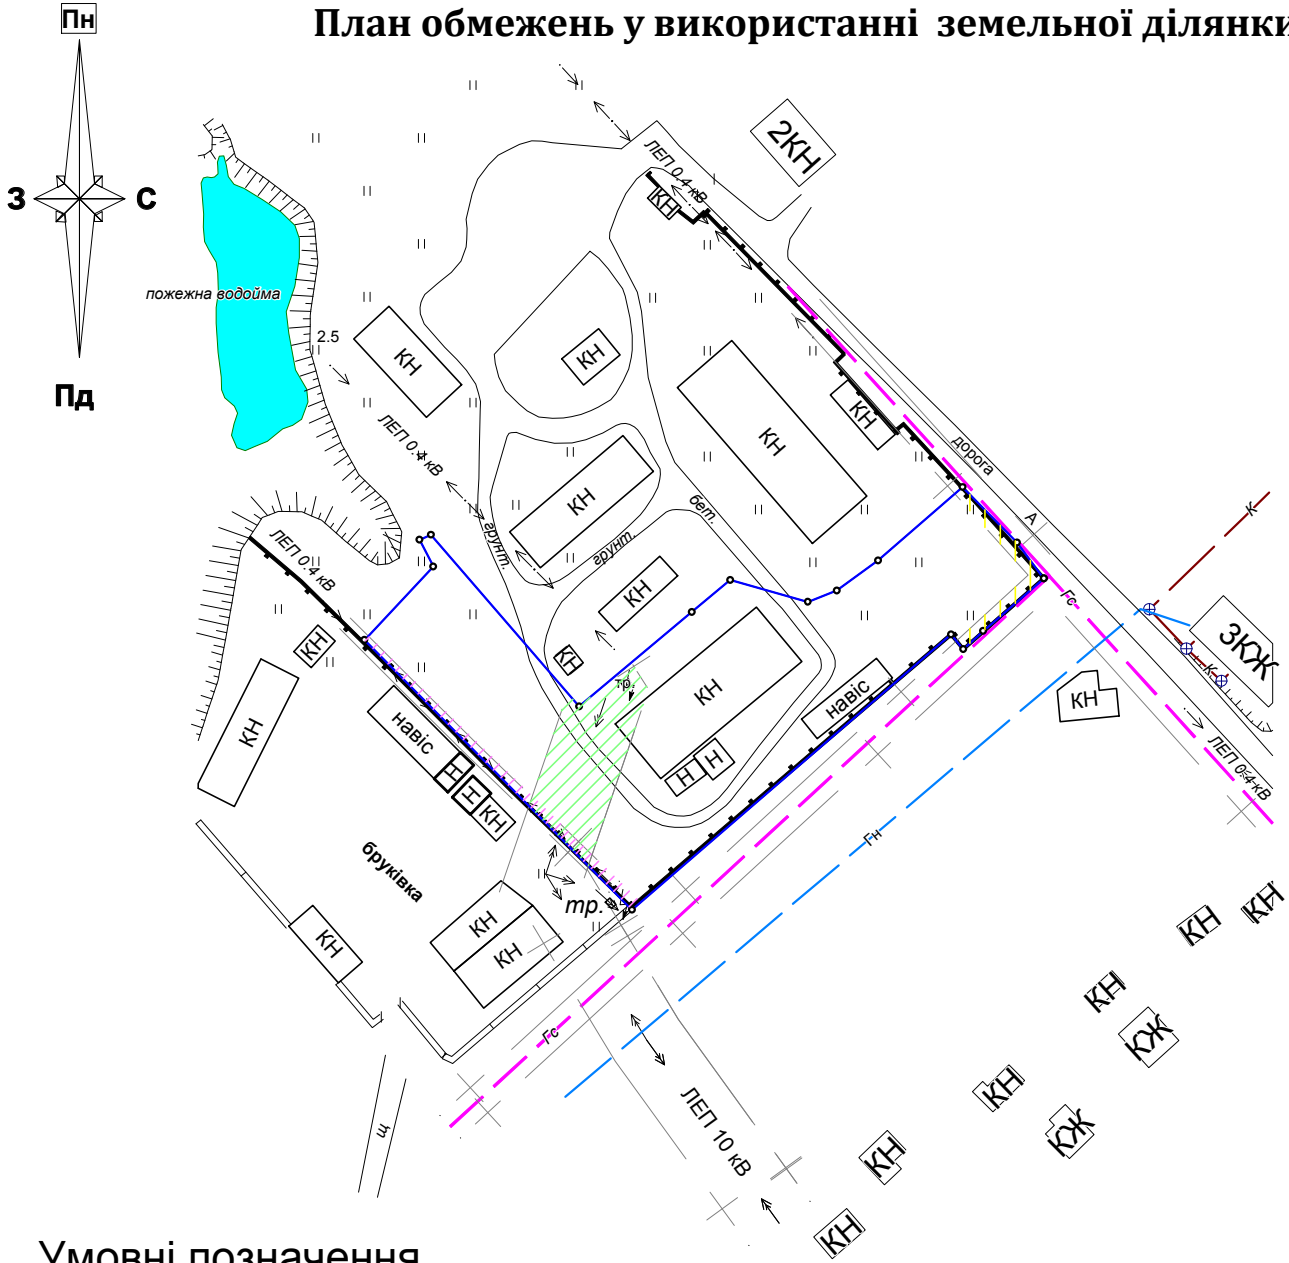 План обмежень у використанні земельної ділянки
Пн
З
С
Пд
2КН
ЛЕП 0.4 кВ
КН
пожежна водойма
2.5
КН
КН
КН
КН
ЛЕП 0.4 кВ
дорога
КН
бет.
грунт.
грунт.
А
К
ЛЕП 0.4 кВ
КН
Гс
3КЖ
К
КН
КН
тр.
КН
КН
навіс
КН
навіс
КН
Н
Н
Н
Н
КН
ЛЕП 0.4 кВ
Гн
бруківка
тр.
КН
КН
КН
КН
КН
Гс
КН
КЖ
щ
ЛЕП 10 кВ
КН
КЖ
КН
КН
Умовні позначення